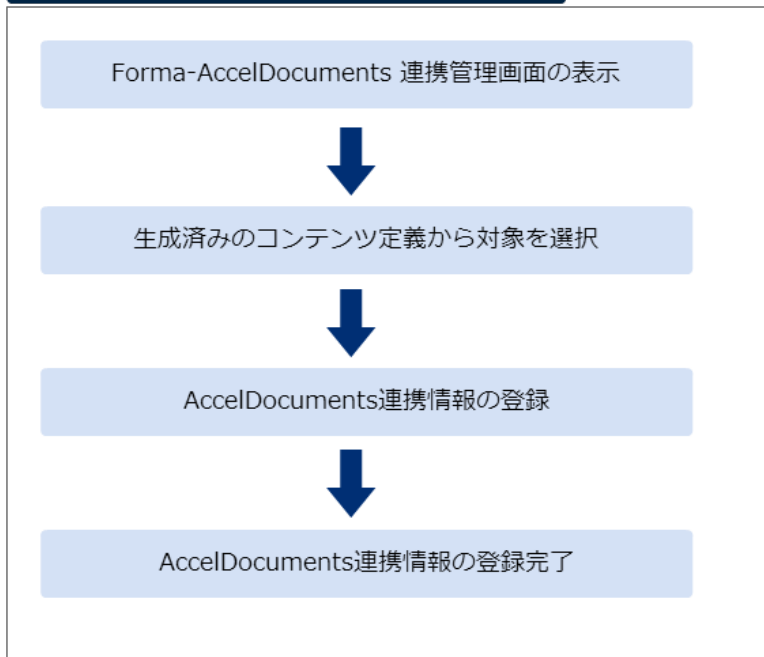 Forma-AccelDocuments 連携管理画面の表示
生成済みのコンテンツ定義から対象を選択
AccelDocuments連携情報の登録
AccelDocuments連携情報の登録完了